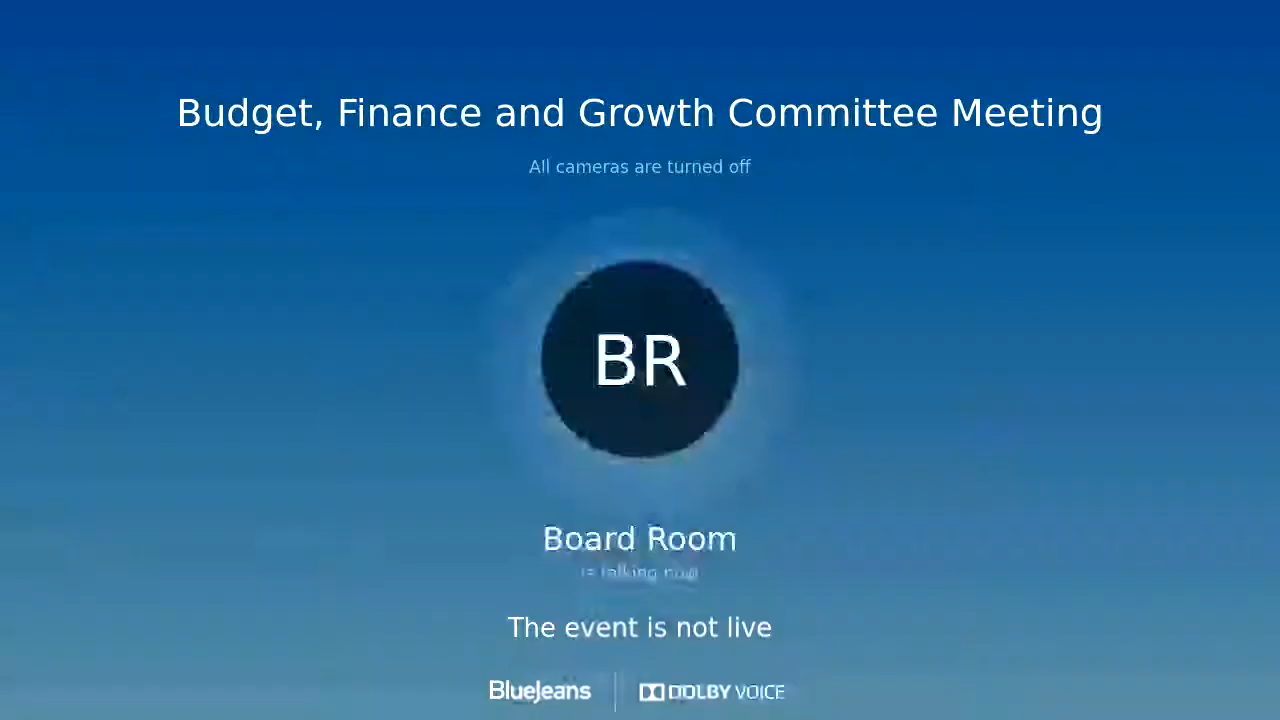 Budget, Finance and Growth Committee Meeting
All cameras are turned off
BR
Board Room
is talking now
The event is not live
BlueJeans
DOLBY VOICE